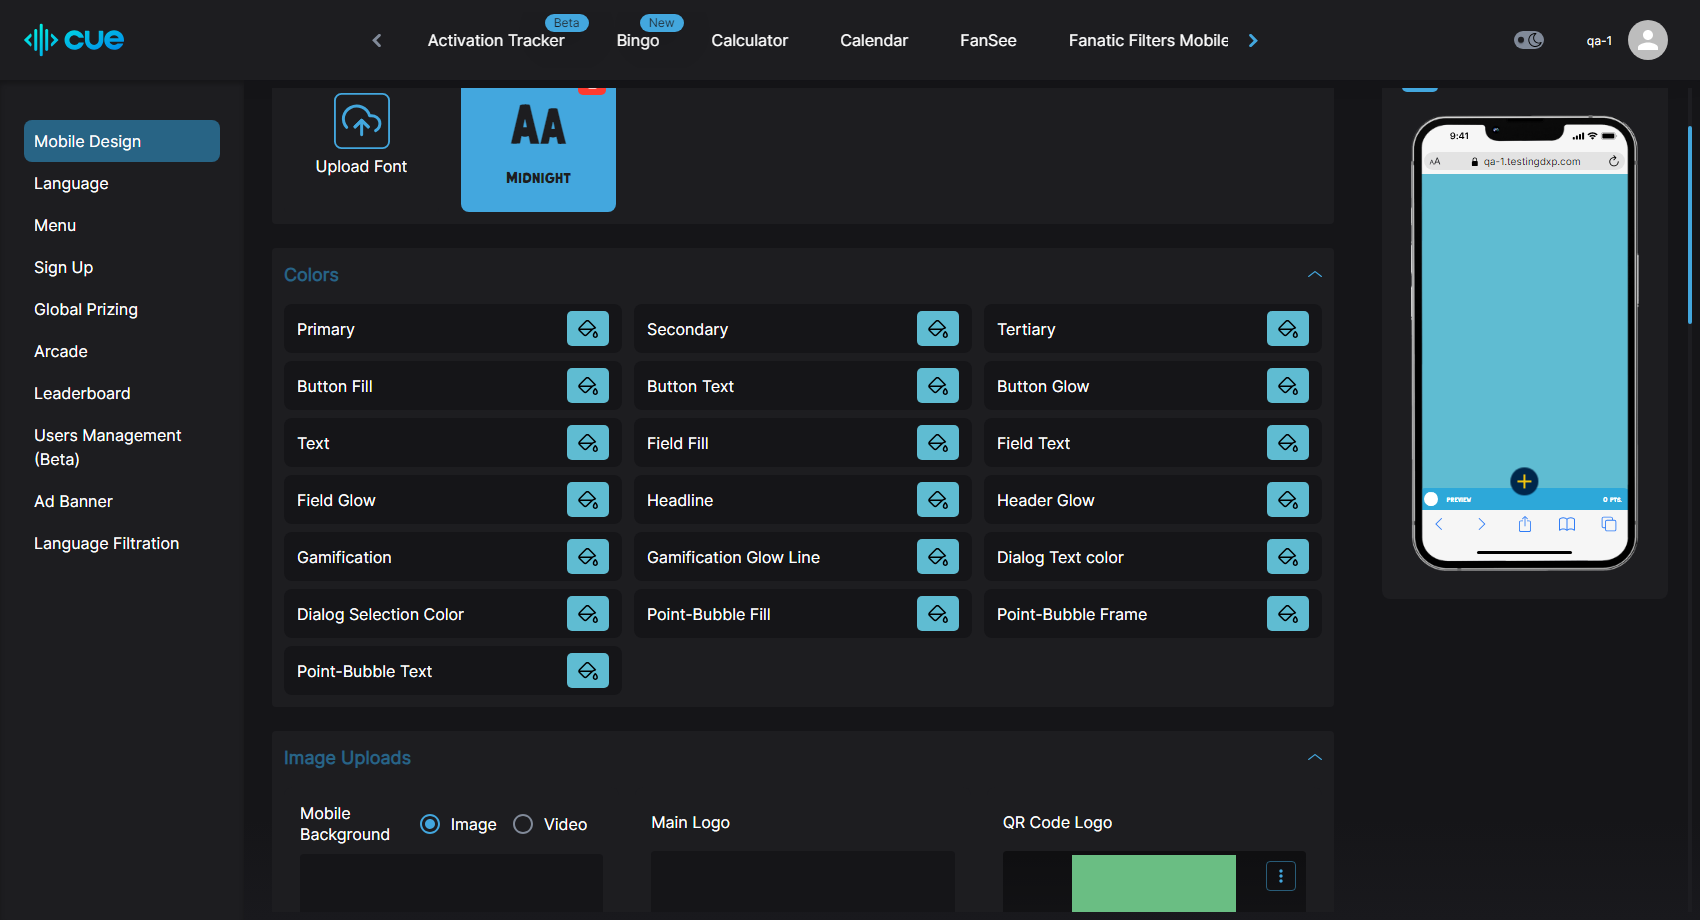 cue
Activation Tracker
Beta
Bingo
New
Calculator
Calendar
FanSee
Fanatic Filters Mobile
qa-1
Mobile Design
Language
Menu
Sign Up
Global Prizing
Arcade
Leaderboard
Users Management
(Beta)
Ad Banner
Language Filtration
Upload Font
AA
MIDNIGHT
Colors
Primary
Secondary
Tertiary
Button Fill
Button Text
Button Glow
Text
Field Fill
Field Text
Field Glow
Headline
Header Glow
Gamification
Gamification Glow Line
Dialog Text color
Dialog Selection Color
Point-Bubble Fill
Point-Bubble Frame
Point-Bubble Text
Image Uploads
Mobile
Background
Image
Video
Main Logo
QR Code Logo
9:41
AA
qa-1.testingdxp.com
PREVIEW
0 PTS.